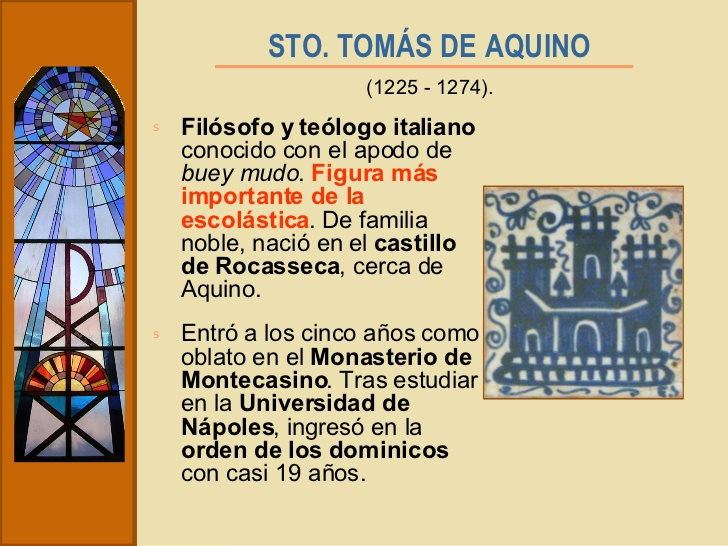 STO. TOMÁS DE AQUINO
(1225 - 1274).
s Filósofo y teólogo italiano
conocido con el apodo de
buey mudo. Figura más
importante de la
escolástica. De familia
noble, nació en el castillo
de Rocasseca, cerca de
Aquino.
s Entró a los cinco años como
oblato en el Monasterio de
Montecasino. Tras estudiar
en la Universidad de
Nápoles, ingresó en la
orden de los dominicos
con casi 19 años.